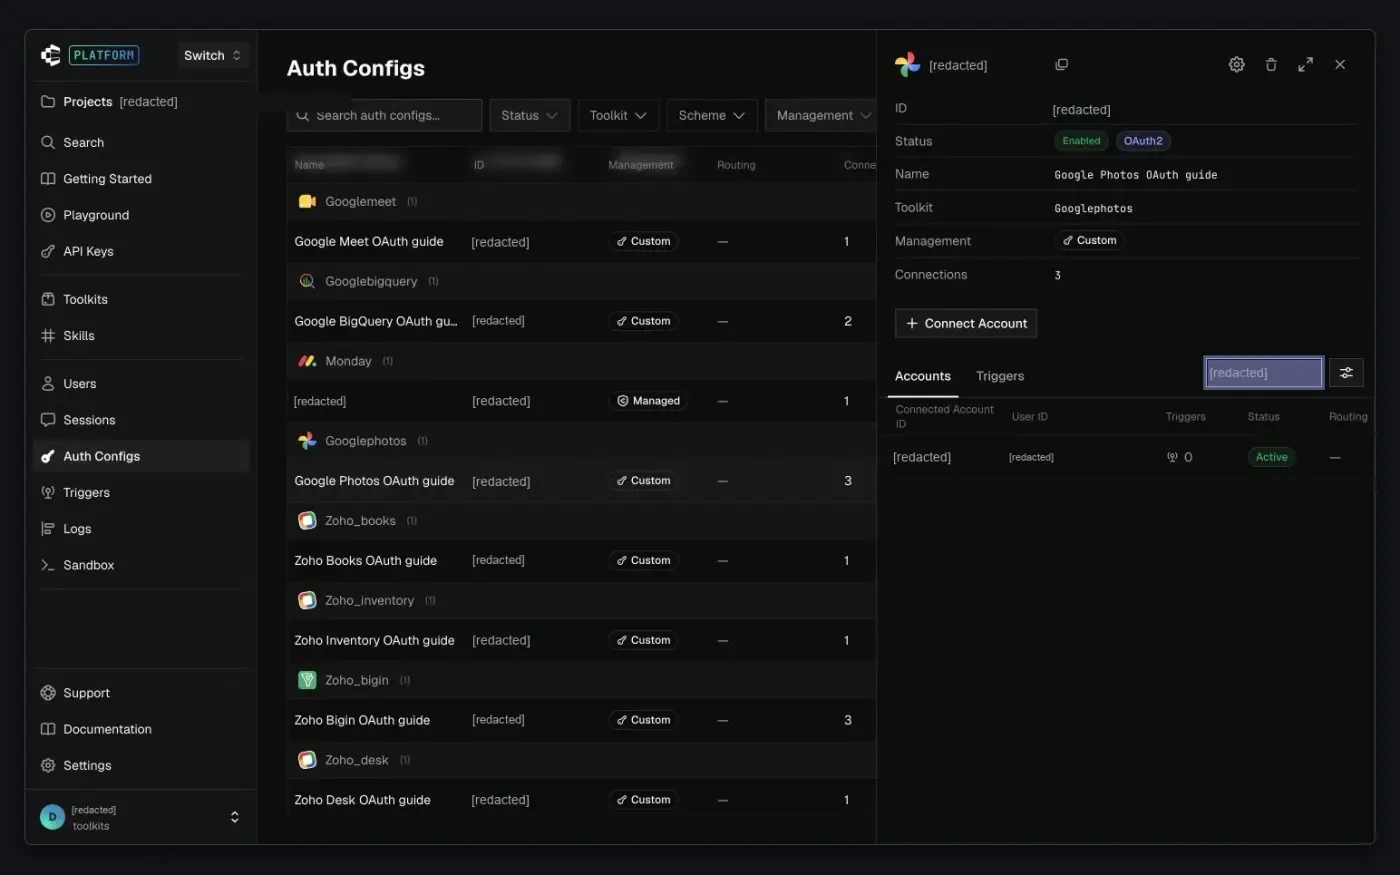 PLATFORM
Switch
Projects [redacted]
Search
Getting Started
Playground
API Keys
Toolkits
Skills
Users
Sessions
Auth Configs
Triggers
Logs
Sandbox
Support
Documentation
Settings
D
[redacted]
toolkits
Auth Configs
Search auth configs...
Status
Toolkit
Scheme
Management
Name
ID
Management
Routing
Conne
Googlemeet (1)
Google Meet OAuth guide [redacted] Custom — 1
Googlebigquery (1)
Google BigQuery OAuth gu... [redacted] Custom — 2
Monday (1)
[redacted] [redacted] Managed — 1
Googlephotos (1)
Google Photos OAuth guide [redacted] Custom — 3
Zoho_books (1)
Zoho Books OAuth guide [redacted] Custom — 1
Zoho_inventory (1)
Zoho Inventory OAuth guide [redacted] Custom — 1
Zoho_bigin (1)
Zoho Bigin OAuth guide [redacted] Custom — 3
Zoho_desk (1)
Zoho Desk OAuth guide [redacted] Custom — 1
[redacted]
ID [redacted]
Status Enabled OAuth2
Name Google Photos OAuth guide
Toolkit Googlephotos
Management Custom
Connections 3
+ Connect Account
Accounts
Triggers
[redacted]
Connected Account
ID
User ID
Triggers
Status
Routing
[redacted] [redacted] 0 Active —